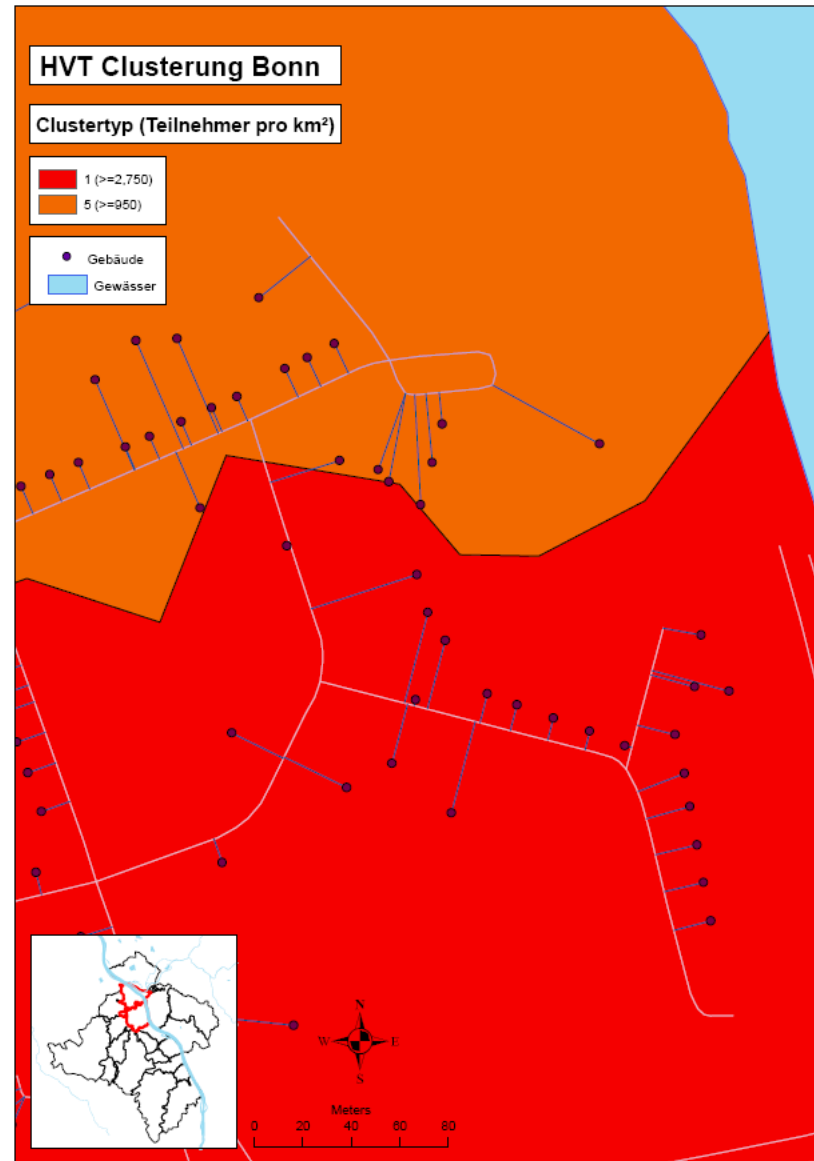 HVT Clusterung Bonn
Clustertyp (Teilnehmer pro km²)
1 (>=2,750)
5 (>=950)
Gebäude
Gewässer
N
W E
S
Meters
0 20 40 60 80